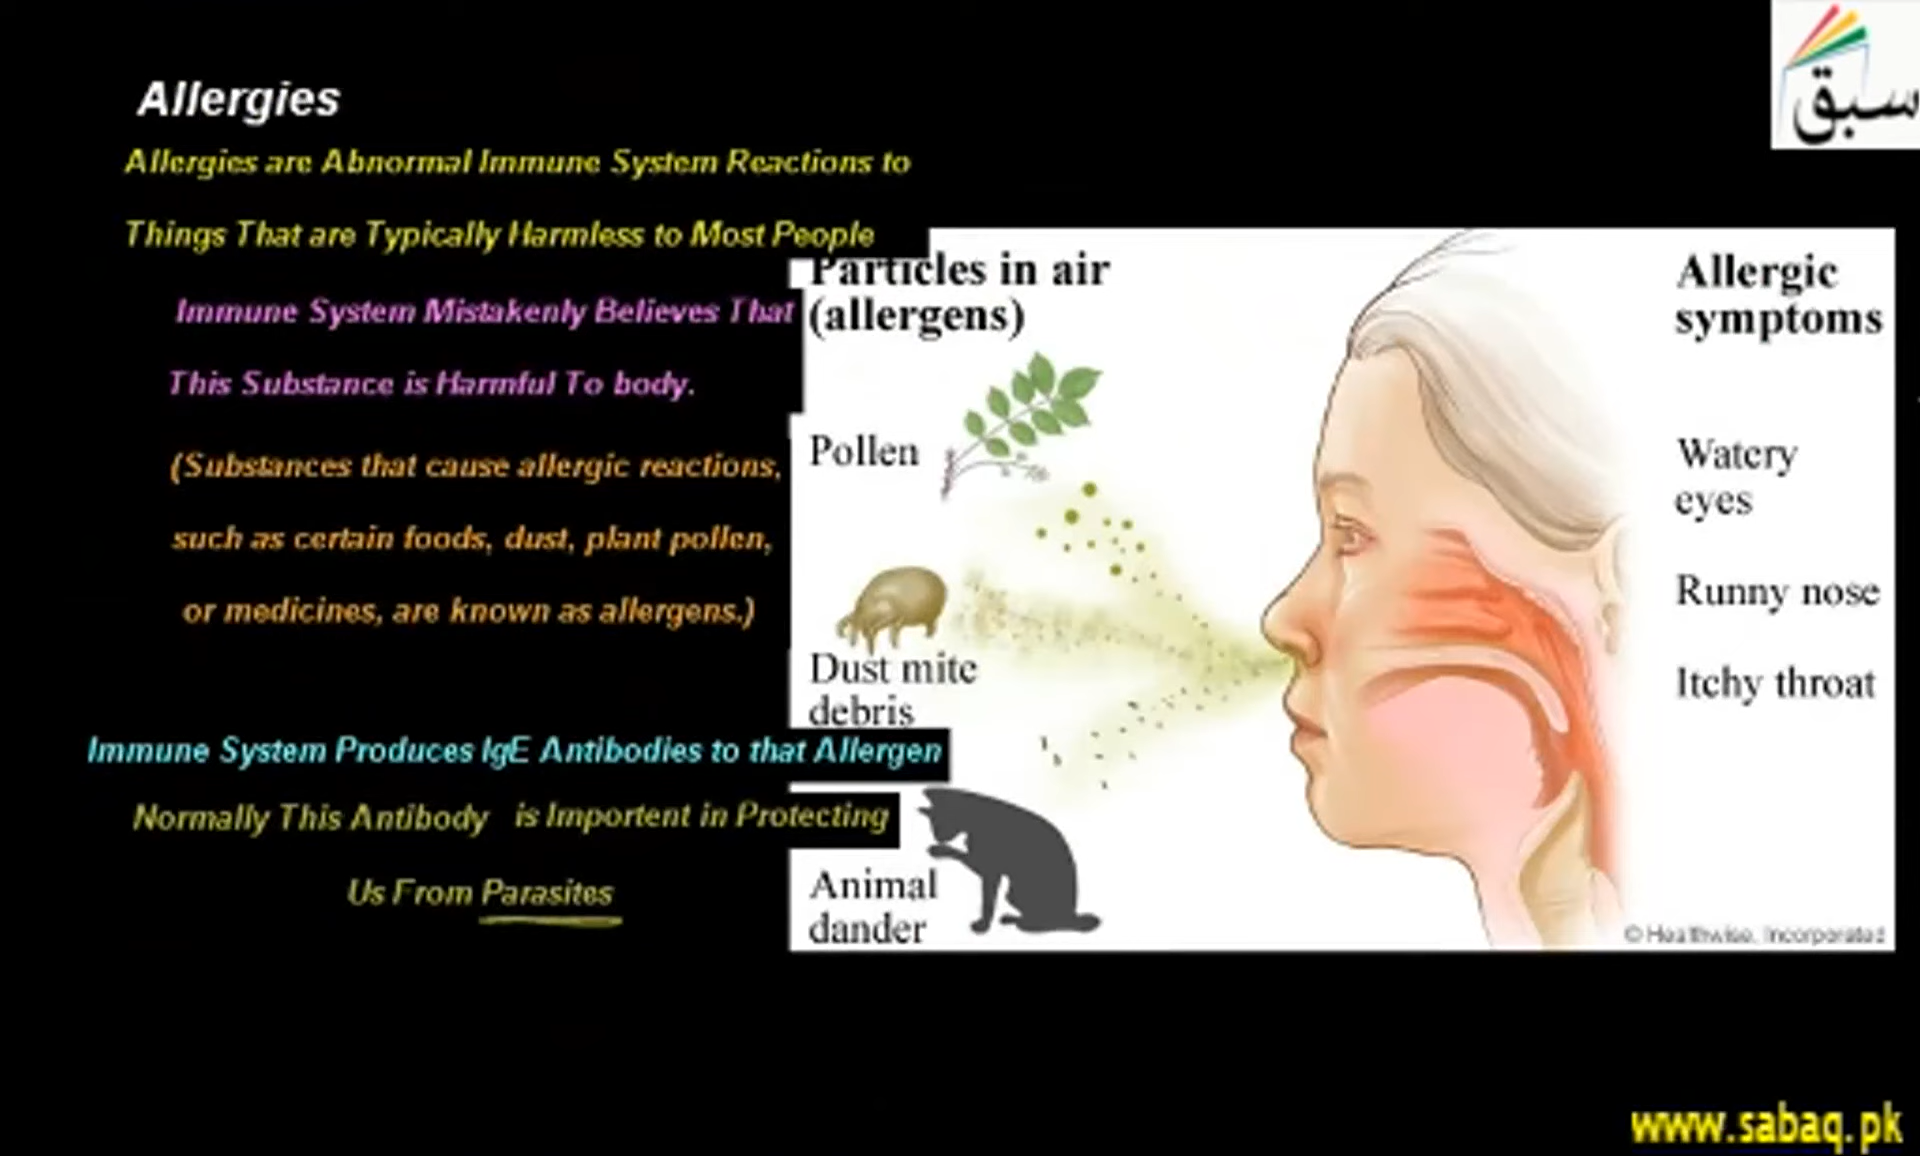 سبق
Allergies
Allergies are Abnormal Immune System Reactions to
Things That are Typically Harmless to Most People
Immune System Mistakenly Believes That
This Substance is Harmful To body.
(Substances that cause allergic reactions,
such as certain foods, dust, plant pollen,
or medicines, are known as allergens.)
Immune System Produces IgE Antibodies to that Allergen
Normally This Antibody is Importent in Protecting
Us From Parasites
Particles in air
(allergens)
Pollen
Dust mite
debris
Animal
dander
Allergic
symptoms
Watery
eyes
Runny nose
Itchy throat
© Healthwise, Incorporated
www.sabaq.pk